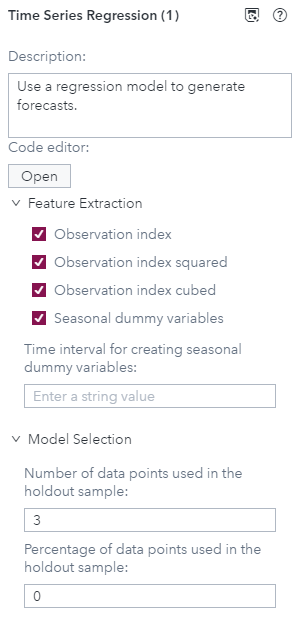 Time Series Regression (1)
Description:
Use a regression model to generate
forecasts.
Code editor:
Open
Feature Extraction
Observation index
Observation index squared
Observation index cubed
Seasonal dummy variables
Time interval for creating seasonal
dummy variables:
Enter a string value
Model Selection
Number of data points used in the
holdout sample:
3
Percentage of data points used in the
holdout sample:
0